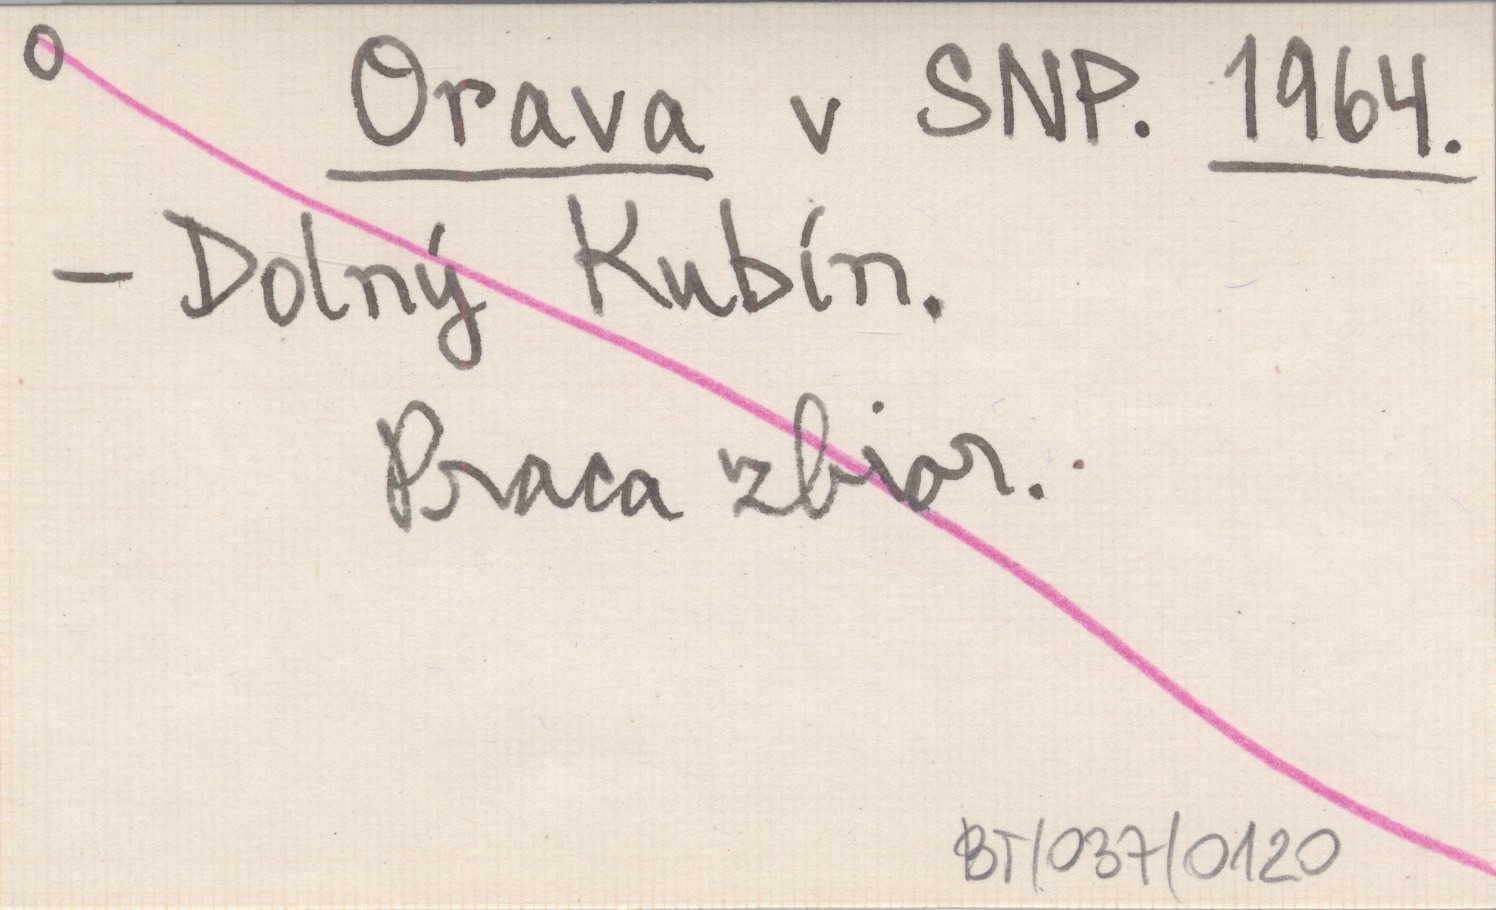 O
Orava v SNP. 1964.
- Dolný Kubín.
Praca zbior.
BT/037/0120